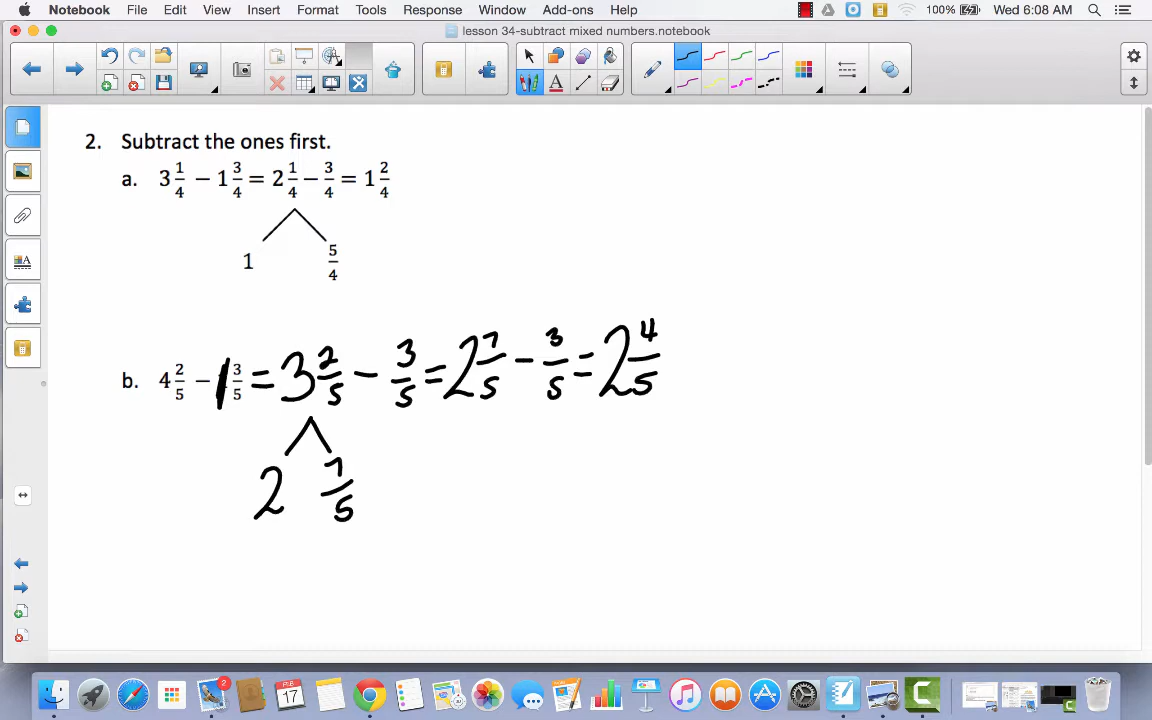 Notebook File Edit View Insert Format Tools Response Window Add-ons Help 100% Wed 6:08 AM
lesson 34-subtract mixed numbers.notebook
2. Subtract the ones first.
a. 3 1/4 − 1 3/4 = 2 1/4 − 3/4 = 1 2/4
1 5/4
b. 4 2/5 − 1 3/5 = 3 2/5 − 3/5 = 2 7/5 − 3/5 = 2 4/5
2 7/5
2
FEB
17